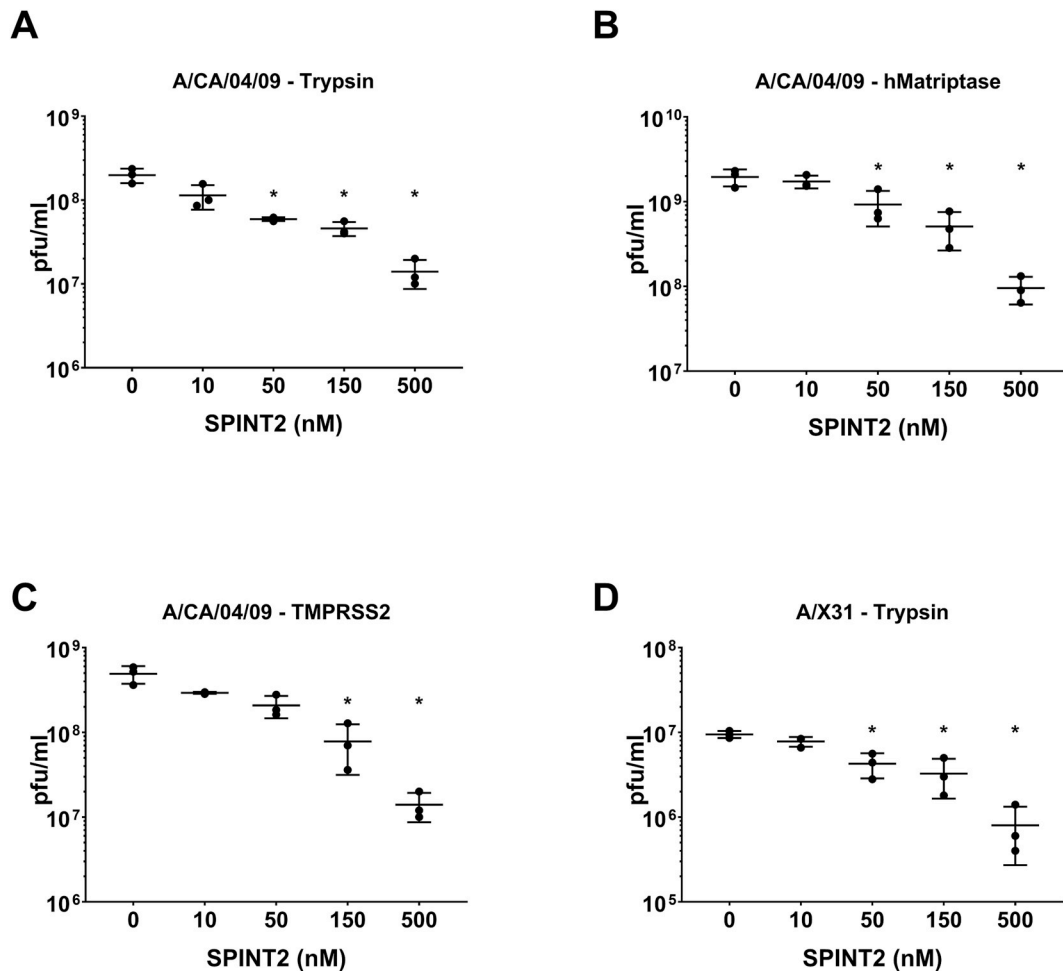 A
A/CA/04/09 - Trypsin
pfu/ml
10⁹
10⁸
10⁷
10⁶
* * *
0 10 50 150 500
SPINT2 (nM)
B
A/CA/04/09 - hMatriptase
pfu/ml
10¹⁰
10⁹
10⁸
10⁷
* * *
0 10 50 150 500
SPINT2 (nM)
C
A/CA/04/09 - TMPRSS2
pfu/ml
10⁹
10⁸
10⁷
10⁶
* *
0 10 50 150 500
SPINT2 (nM)
D
A/X31 - Trypsin
pfu/ml
10⁸
10⁷
10⁶
10⁵
* * *
0 10 50 150 500
SPINT2 (nM)